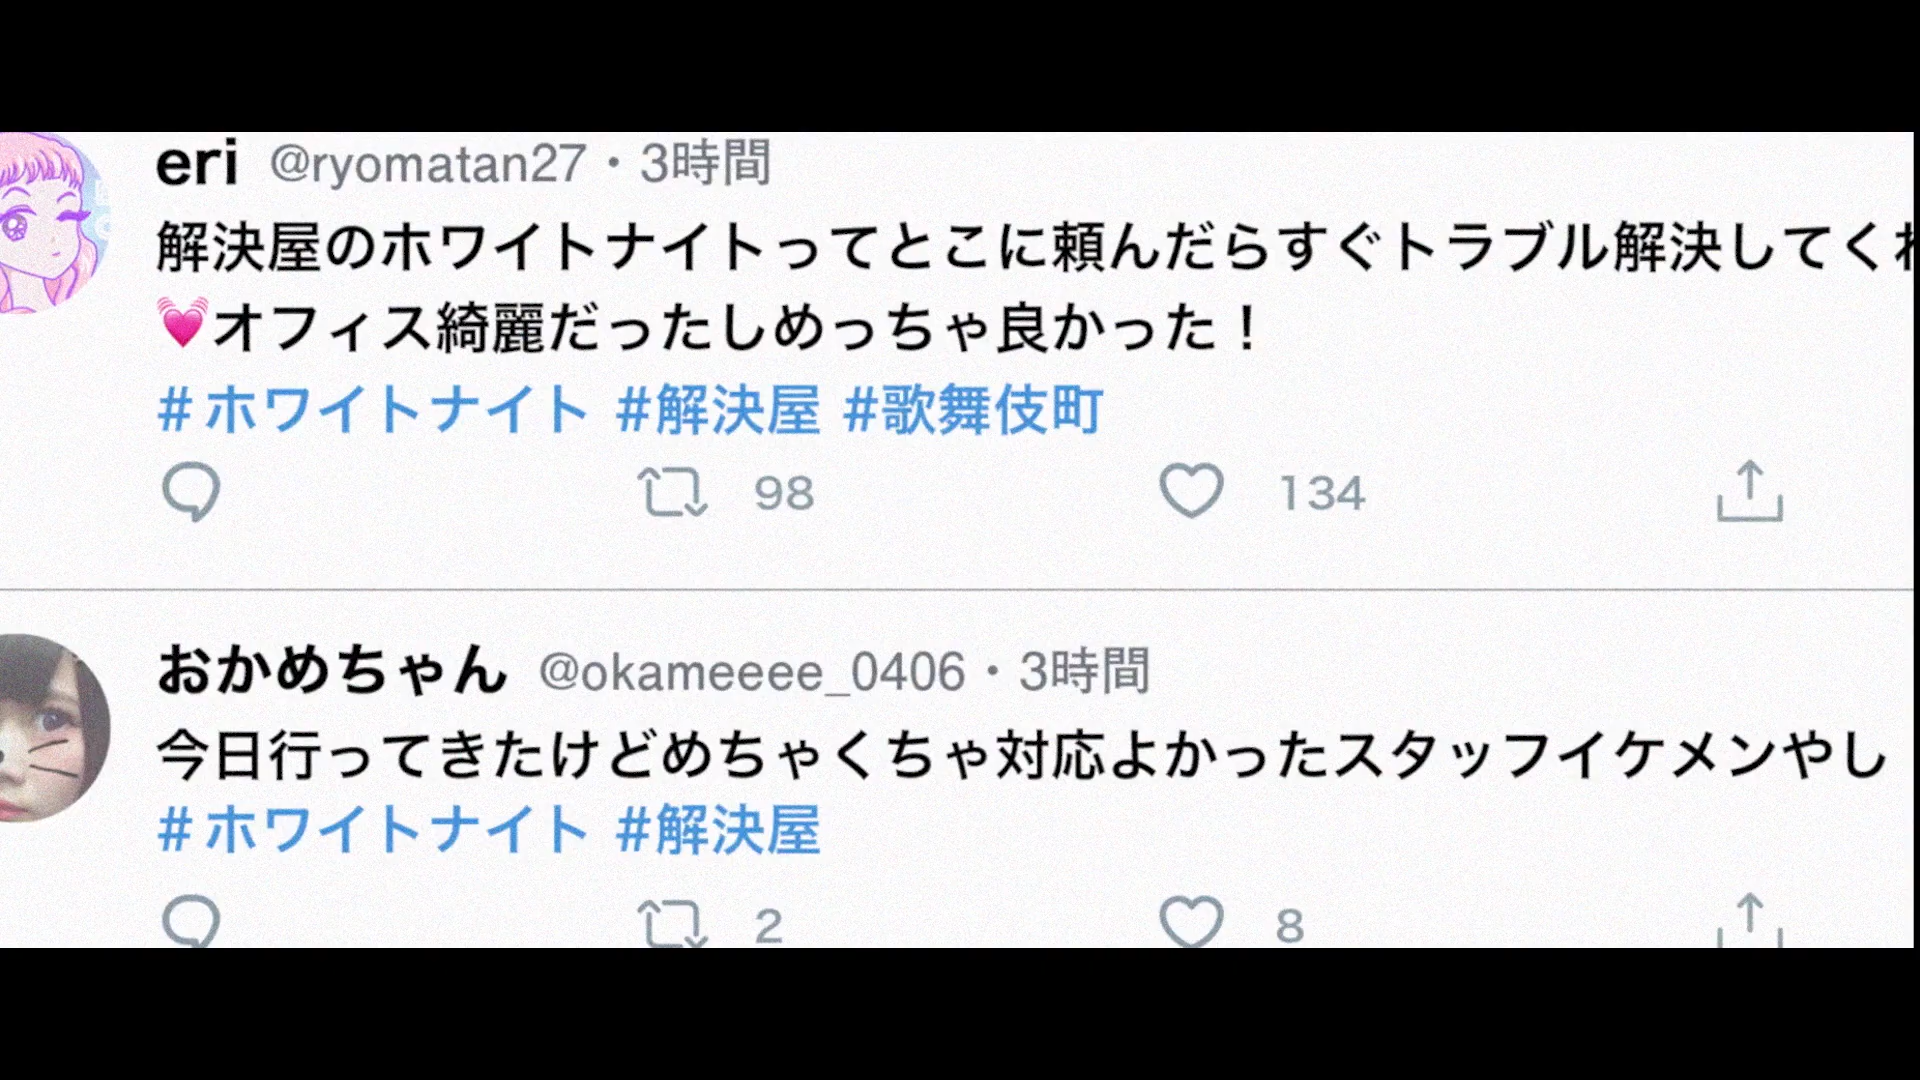 eri @ryomatan27・3時間
解決屋のホワイトナイトってとこに頼んだらすぐトラブル解決してく
💓オフィス綺麗だったしめっちゃ良かった！
#ホワイトナイト #解決屋 #歌舞伎町
98 134
おかめちゃん @okameeee_0406・3時間
今日行ってきたけどめちゃくちゃ対応よかったスタッフイケメンやし
#ホワイトナイト #解決屋
2 8